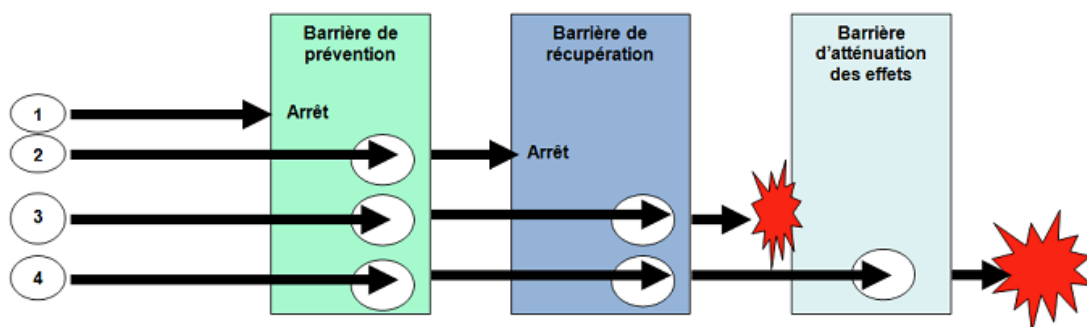 Barrière de
prévention
Barrière de
récupération
Barrière
d’atténuation
des effets
1
Arrêt
2
Arrêt
3
4